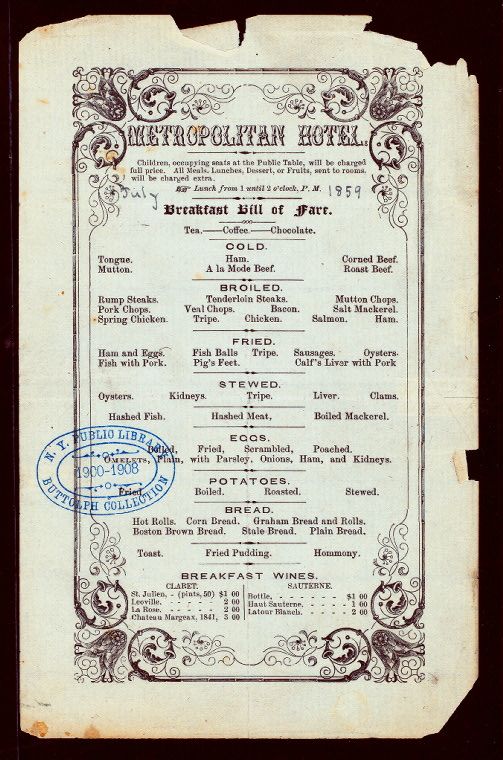 METROPOLITAN HOTEL.
Children, occupying seats at the Public Table, will be charged
full price. All Meals, Lunches, Dessert, or Fruits, sent to rooms,
will be charged extra.
Lunch from 1 until 2 o'clock, P. M.
July 1859
Breakfast Bill of Fare.
Tea.—Coffee.—Chocolate.
COLD.
Tongue. Ham. Corned Beef.
Mutton. A la Mode Beef. Roast Beef.
BROILED.
Rump Steaks. Tenderloin Steaks. Mutton Chops.
Pork Chops. Veal Chops. Bacon. Salt Mackerel.
Spring Chicken. Tripe. Chicken. Salmon. Ham.
FRIED.
Ham and Eggs. Fish Balls Tripe. Sausages. Oysters.
Fish with Pork. Pig's Feet. Calf's Liver with Pork
STEWED.
Oysters. Kidneys. Tripe. Liver. Clams.
Hashed Fish. Hashed Meat, Boiled Mackerel.
EGGS.
Boiled, Fried, Scrambled, Poached.
OMELETS, Plain, with Parsley, Onions, Ham, and Kidneys.
POTATOES.
Fried. Boiled. Roasted. Stewed.
BREAD.
Hot Rolls. Corn Bread. Graham Bread and Rolls.
Boston Brown Bread. Stale Bread. Plain Bread.
Toast. Fried Pudding. Hommony.
BREAKFAST WINES.
CLARET.
St. Julien, - (pints, 50) $1 00
Leoville. - - - - - - 2 00
La Rose. - - - - - - 2 00
Chateau Margeax, 1841, 3 00
SAUTERNE.
Bottle, - - - - - - $1 00
Haut Sauterne. - - - - - 1 00
Latour Blanch. - - - - - 2 00
N. Y. PUBLIC LIBRARY
1900-1908
BUTTOLPH COLLECTION